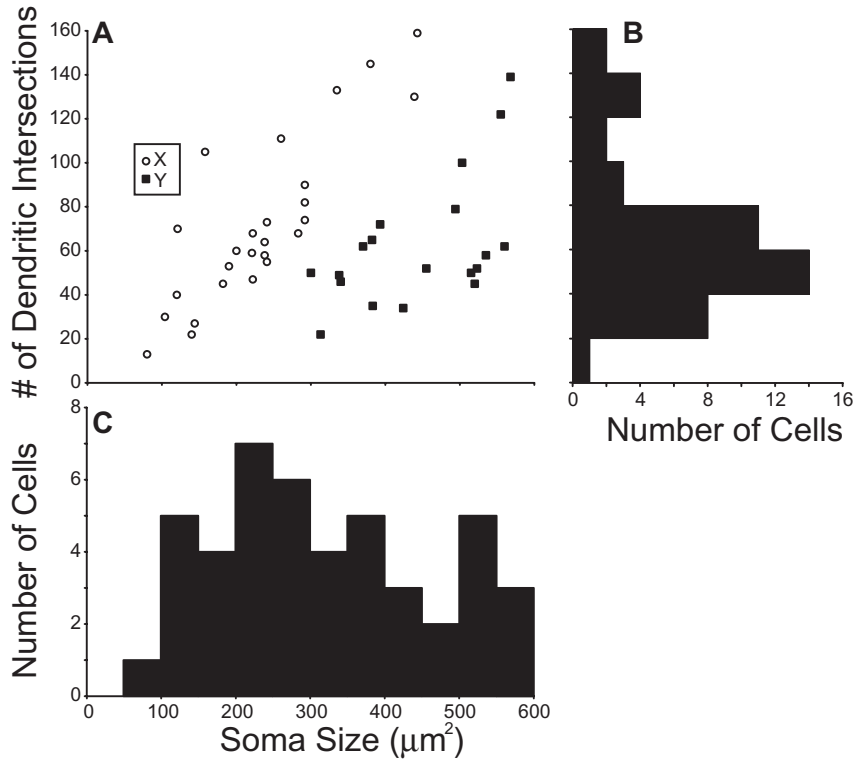 A
# of Dendritic Intersections
160
140
120
100
80
60
40
20
0
X
Y
B
0 4 8 12 16
Number of Cells
C
Number of Cells
8
6
4
2
0
0 100 200 300 400 500 600
Soma Size (μm²)